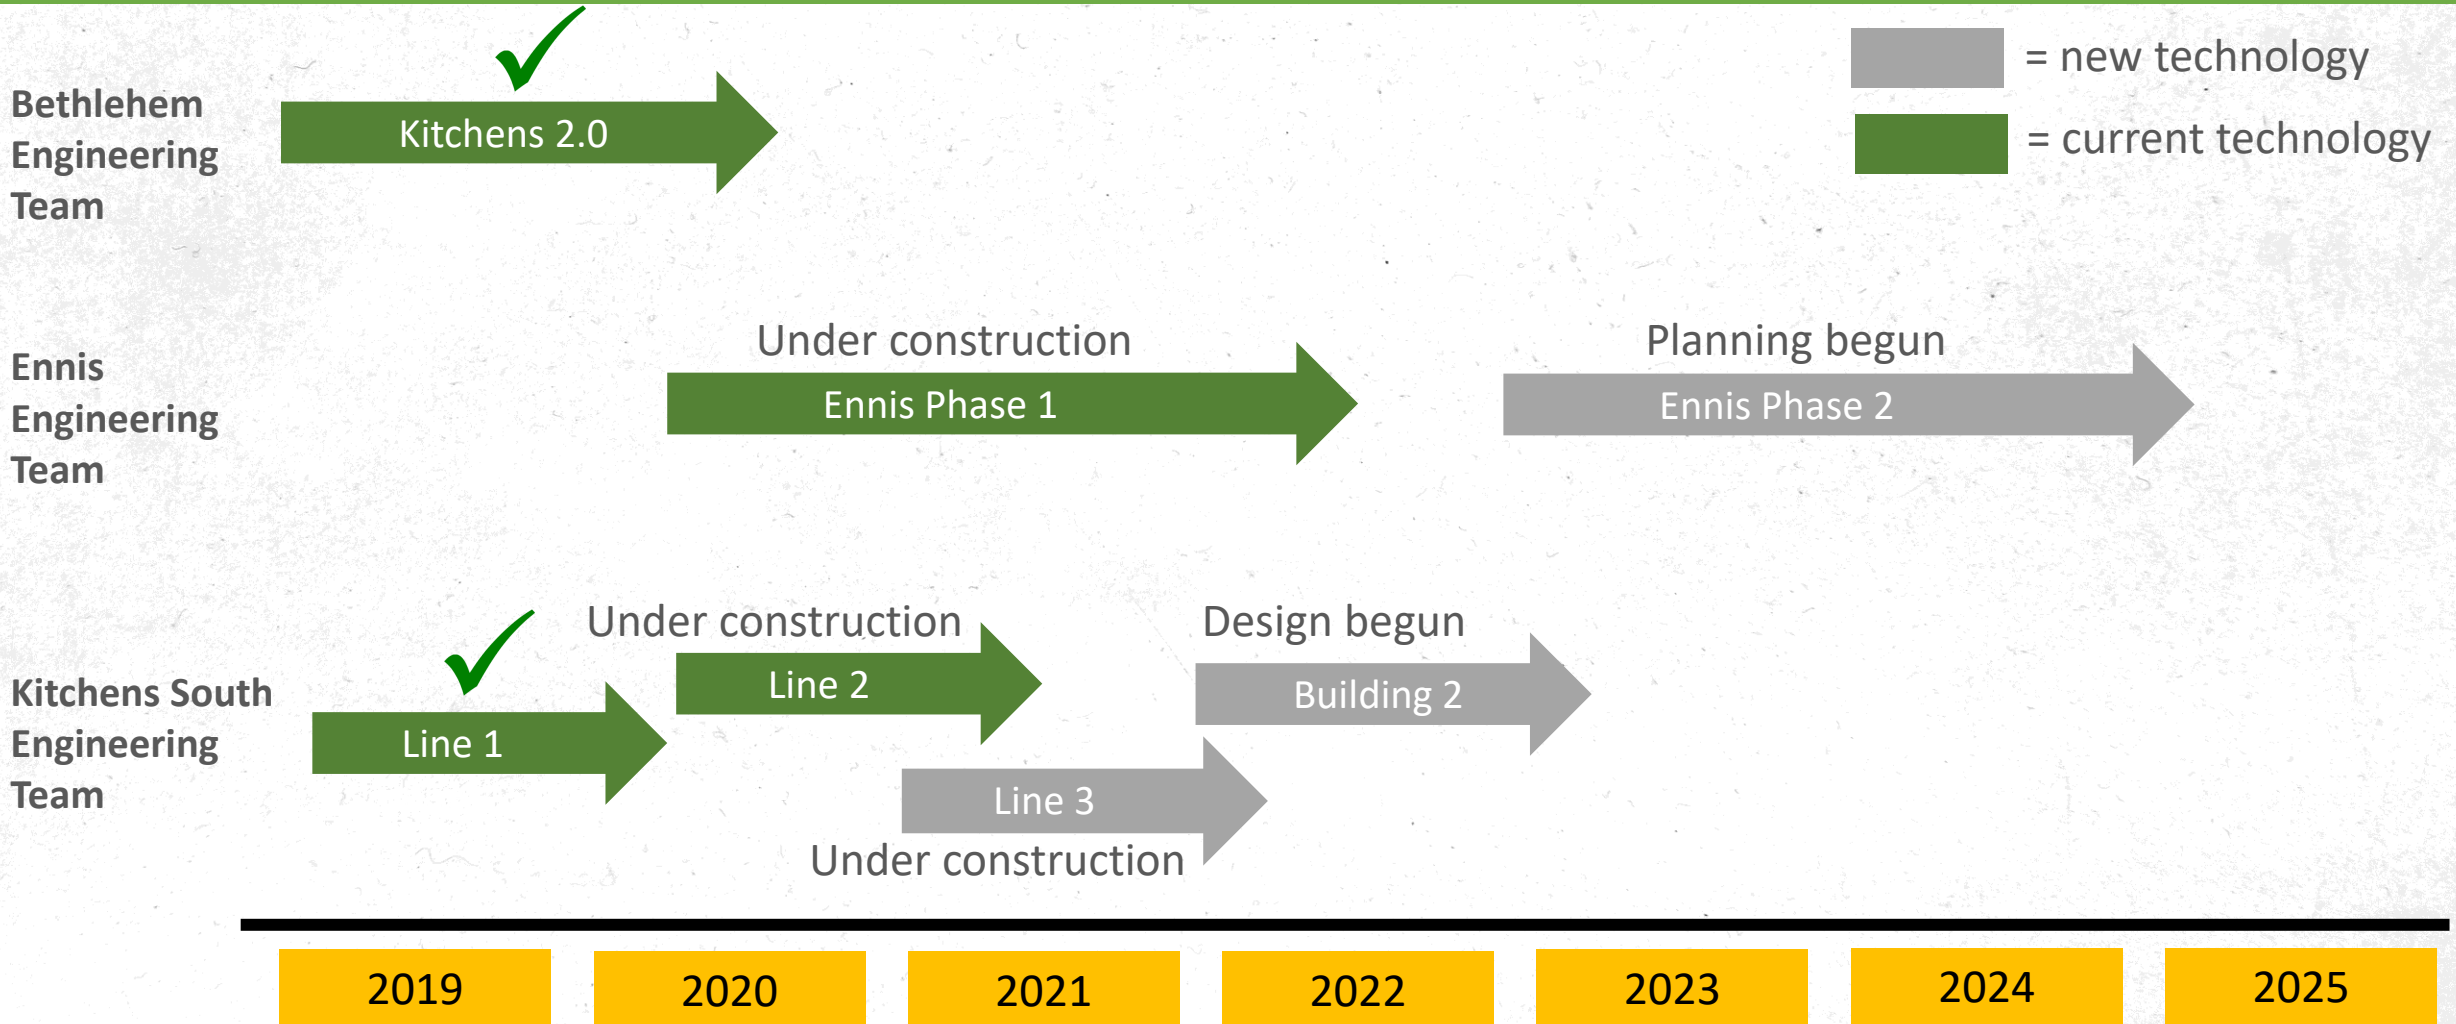 = new technology
= current technology
Bethlehem
Engineering
Team
Kitchens 2.0
Ennis
Engineering
Team
Under construction
Ennis Phase 1
Planning begun
Ennis Phase 2
Kitchens South
Engineering
Team
Line 1
Under construction
Line 2
Design begun
Building 2
Line 3
Under construction
2019
2020
2021
2022
2023
2024
2025